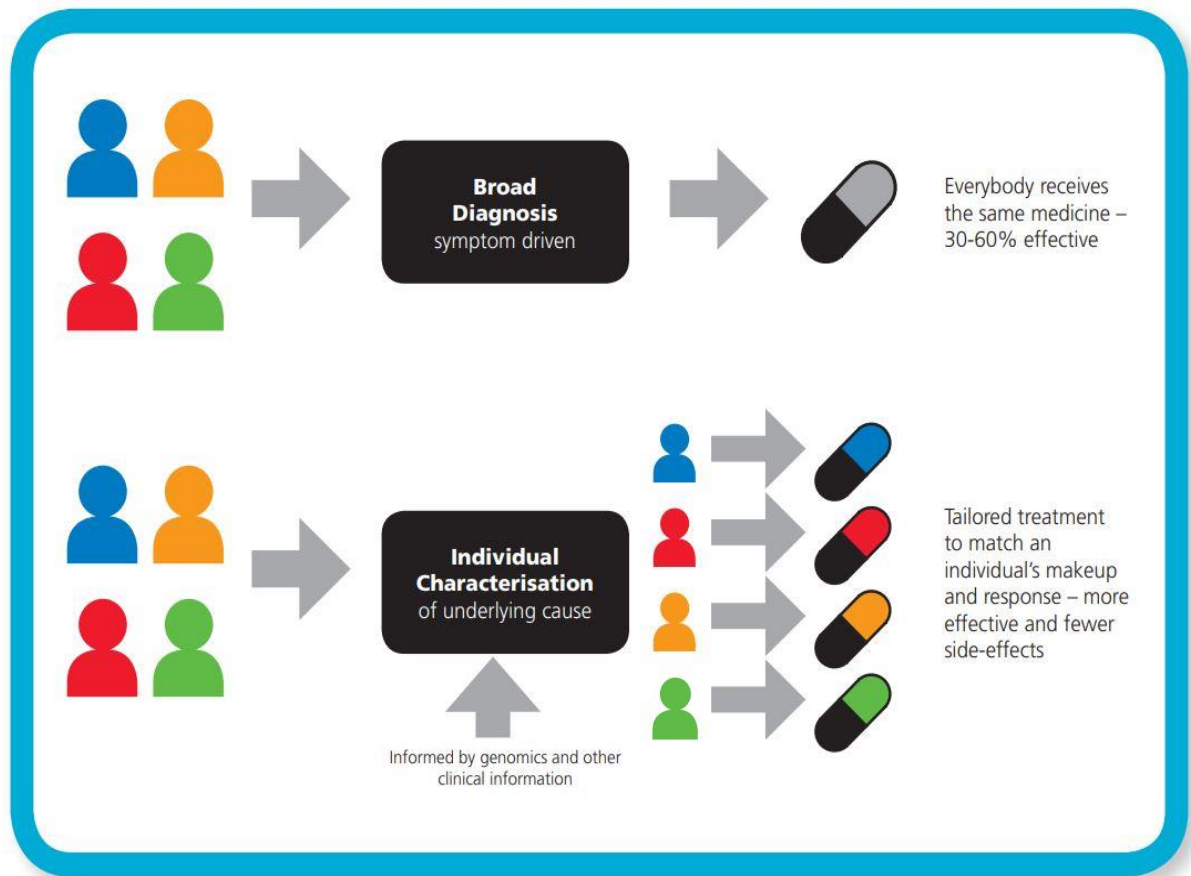 Broad
Diagnosis
symptom driven
Everybody receives
the same medicine –
30-60% effective
Individual
Characterisation
of underlying cause
Informed by genomics and other
clinical information
Tailored treatment
to match an
individual’s makeup
and response – more
effective and fewer
side-effects